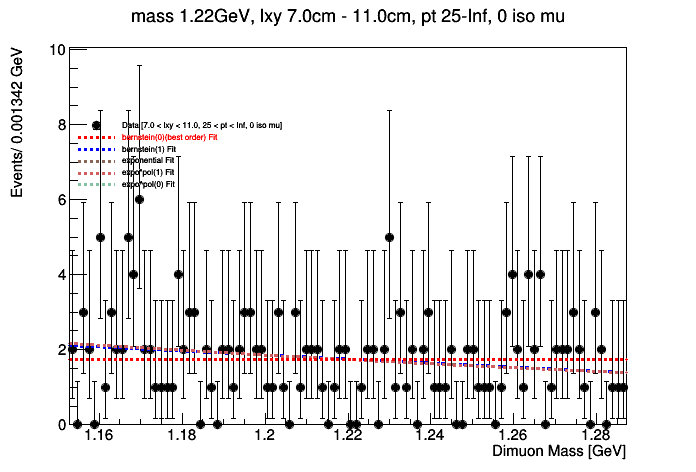 mass 1.22GeV, lxy 7.0cm - 11.0cm, pt 25-Inf, 0 iso mu
Events/ 0.001342 GeV
10
8
6
4
2
0
Data [7.0 < lxy < 11.0, 25 < pt < Inf, 0 iso mu]
bernstein(0)(best order) Fit
bernstein(1) Fit
exponential Fit
expo*pol(1) Fit
expo*pol(0) Fit
1.16 1.18 1.2 1.22 1.24 1.26 1.28
Dimuon Mass [GeV]